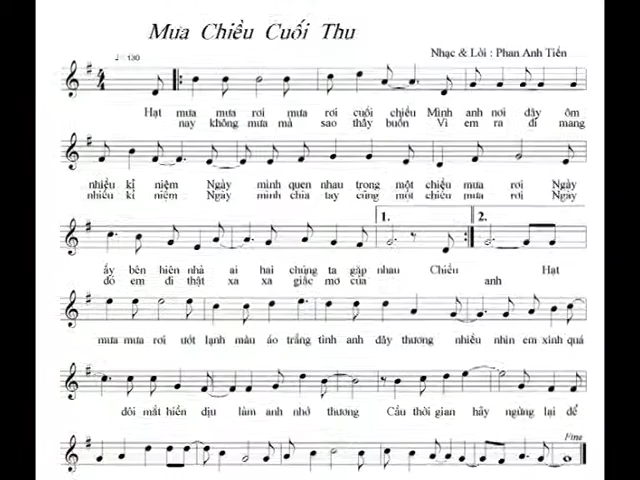 Mưa Chiều Cuối Thu
♩ = 130
Nhạc & Lời : Phan Anh Tiến
Hạt mưa mưa rơi mưa rơi cuối chiều Mình anh nơi đây ôm
nay không mưa mà sao thấy buồn Vì em ra đi mang
nhiều kỉ niệm Ngày mình quen nhau trong một chiều mưa rơi Ngày
nhiều kỉ niệm Ngày mình chia tay cũng một chiều mưa rơi Ngày
1. 2.
ấy bên hiên nhà ai hai chúng ta gặp nhau Chiều Hạt
đó em đi thật xa xa giấc mơ của anh
mưa mưa rơi ướt lạnh màu áo trắng tình anh đây thương nhiều nhìn em xinh quá
đôi mắt hiền dịu làm anh nhớ thương Cầu thời gian hãy ngừng lại để
Fine